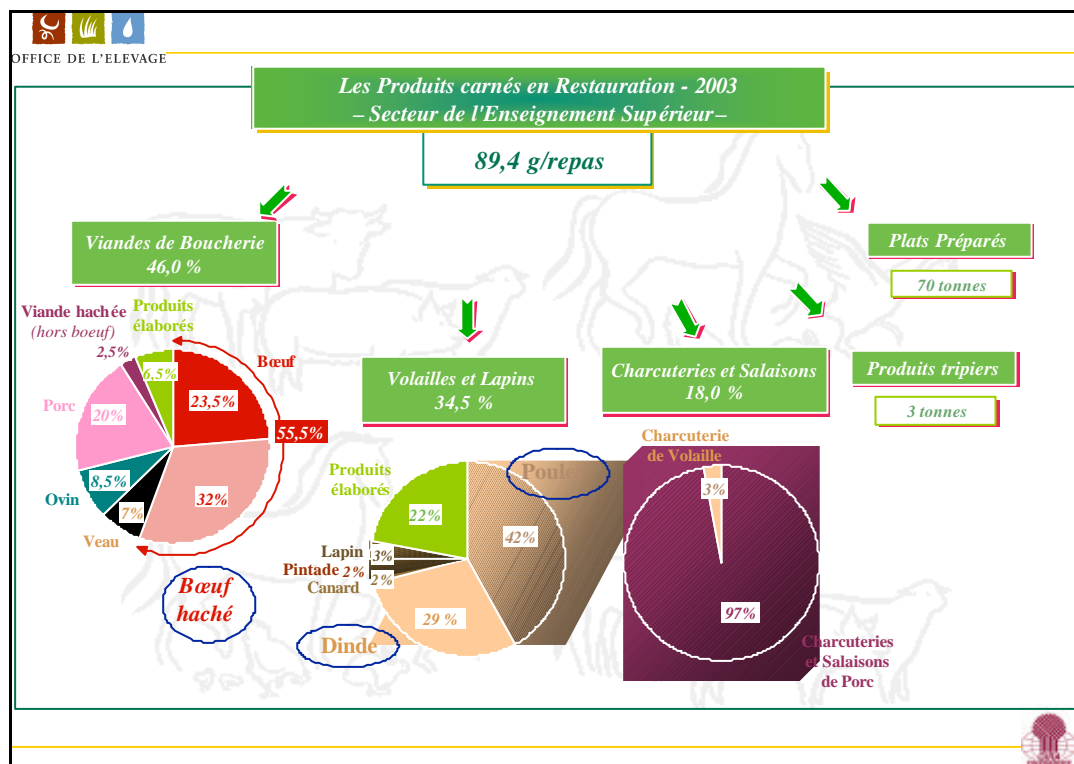 OFFICE DE L'ELEVAGE
Les Produits carnés en Restauration - 2003
– Secteur de l'Enseignement Supérieur –
89,4 g/repas
Viandes de Boucherie
46,0 %
Plats Préparés
70 tonnes
Viande hachée
(hors boeuf)
2,5%
Produits
élaborés
6,5%
Bœuf
23,5%
55,5%
Porc
20%
Ovin
8,5%
7%
Veau
32%
Bœuf
haché
Volailles et Lapins
34,5 %
Produits
élaborés
22%
Poule
42%
Lapin
3%
Pintade 2%
Canard
2%
29 %
Dinde
Charcuteries et Salaisons
18,0 %
Charcuterie
de Volaille
3%
97%
Charcuteries
et Salaisons
de Porc
Produits tripiers
3 tonnes